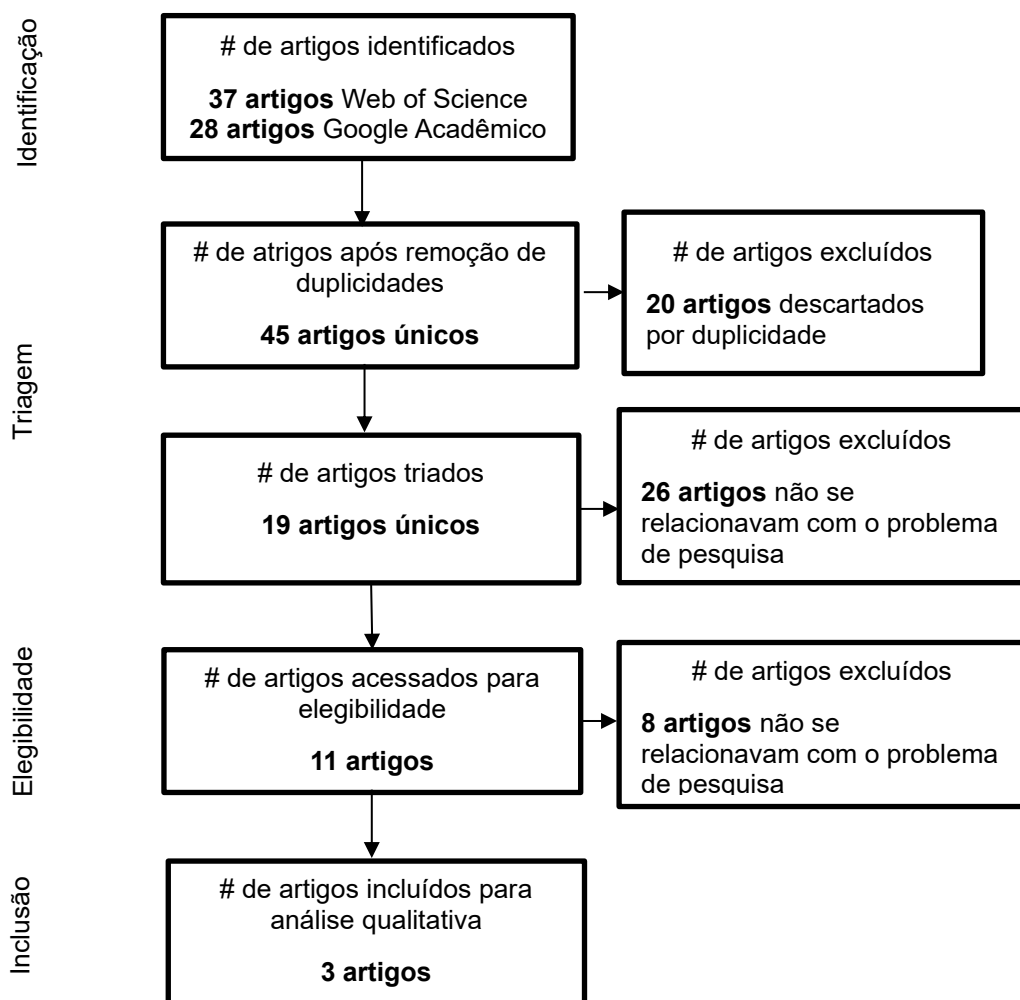 Identificação
# de artigos identificados
37 artigos Web of Science
28 artigos Google Acadêmico
Triagem
# de atrigos após remoção de
duplicidades
45 artigos únicos
# de artigos excluídos
20 artigos descartados
por duplicidade
# de artigos triados
19 artigos únicos
# de artigos excluídos
26 artigos não se
relacionavam com o problema
de pesquisa
Elegibilidade
# de artigos acessados para
elegibilidade
11 artigos
# de artigos excluídos
8 artigos não se
relacionavam com o problema
de pesquisa
Inclusão
# de artigos incluídos para
análise qualitativa
3 artigos